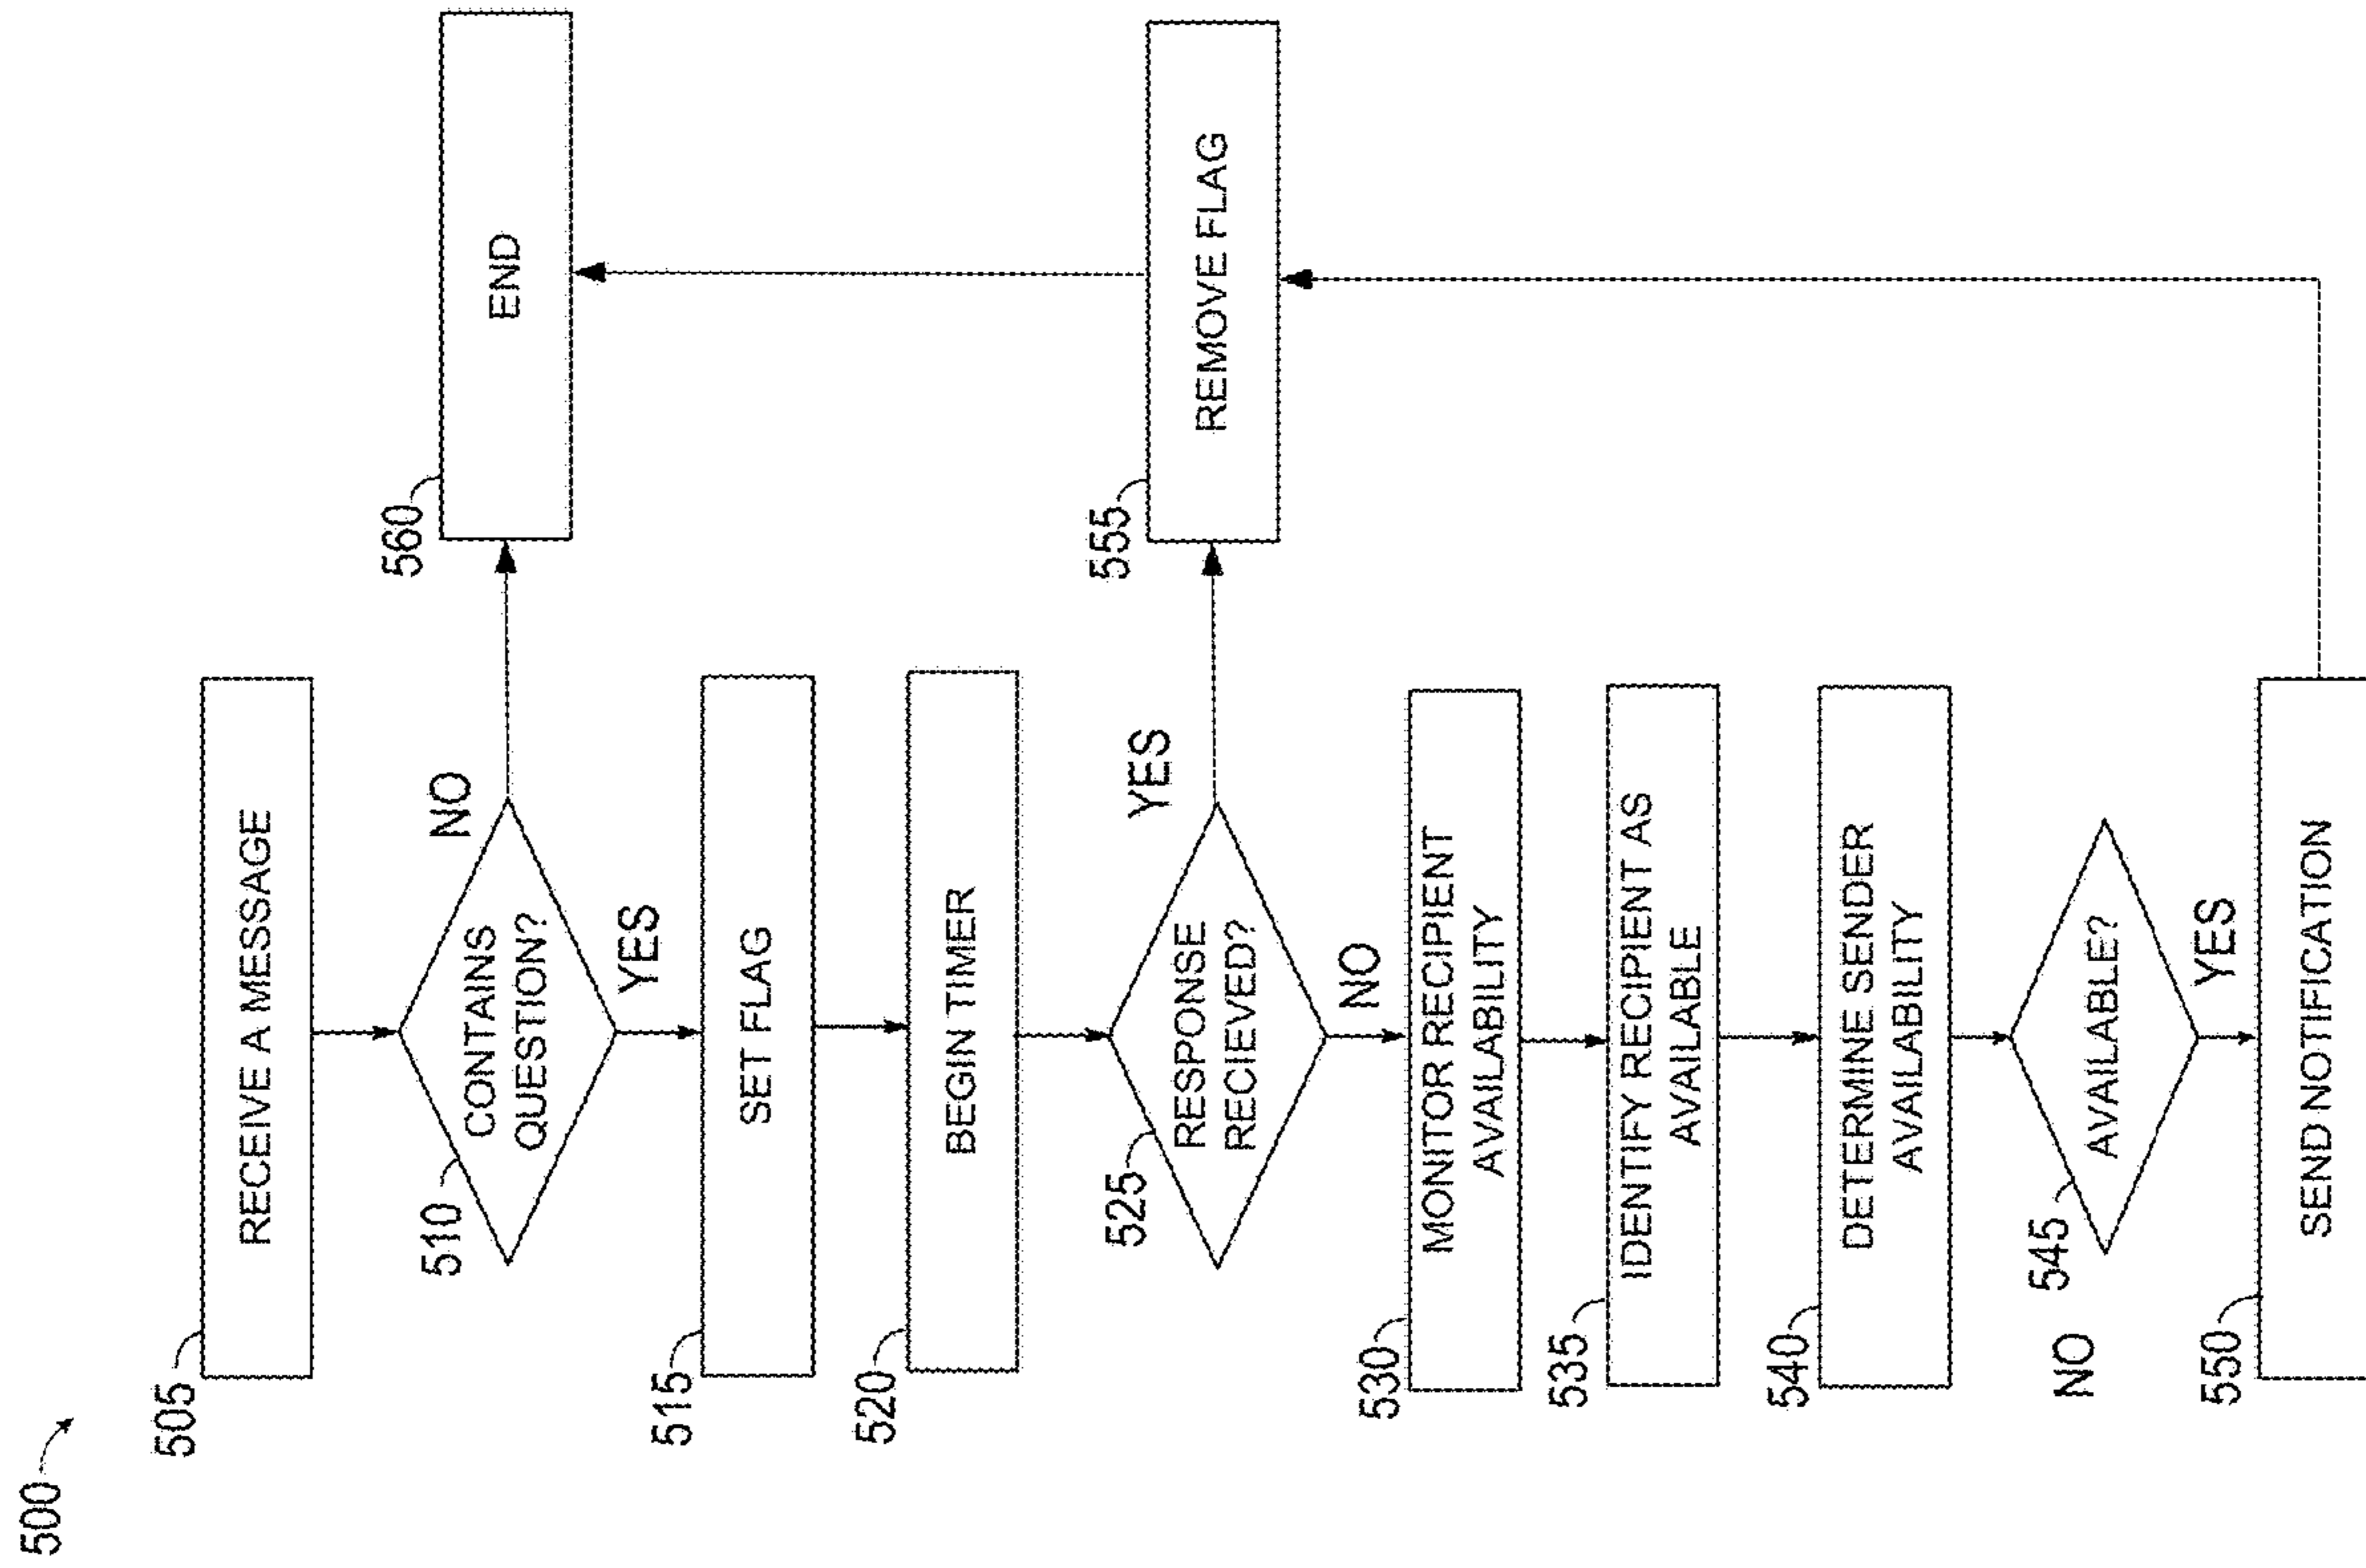 500
505
RECEIVE A MESSAGE
510
CONTAINS
QUESTION?
NO
560
END
YES
515
SET FLAG
520
BEGIN TIMER
525
RESPONSE
RECIEVED?
YES
555
REMOVE FLAG
NO
530
MONITOR RECIPIENT
AVAILABILITY
535
IDENTIFY RECIPIENT AS
AVAILABLE
540
DETERMINE SENDER
AVAILABILITY
NO
545
AVAILABLE?
YES
550
SEND NOTIFICATION